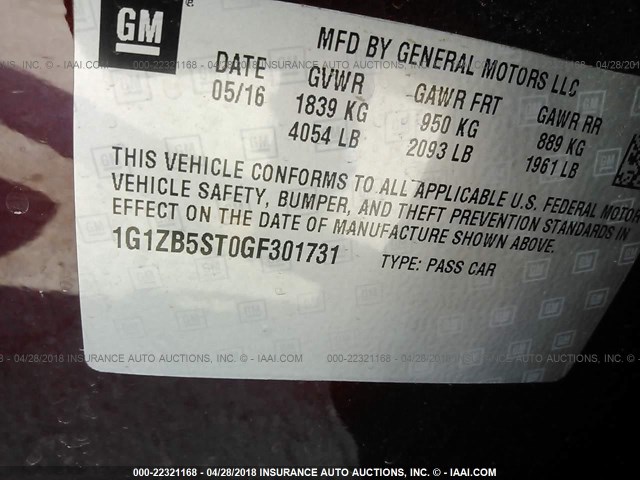 GM
MFD BY GENERAL MOTORS LLC
DATE GVWR GAWR FRT GAWR RR
05/16 1839 KG 950 KG 889 KG
4054 LB 2093 LB 1961 LB
THIS VEHICLE CONFORMS TO ALL APPLICABLE U.S. FEDERAL MOTO
VEHICLE SAFETY, BUMPER, AND THEFT PREVENTION STANDARDS IN
EFFECT ON THE DATE OF MANUFACTURE SHOWN ABOVE.
1G1ZB5ST0GF301731 TYPE: PASS CAR
000-22321168 - 04/28/2018 INSURANCE AUTO AUCTIONS, INC. © - IAAI.COM